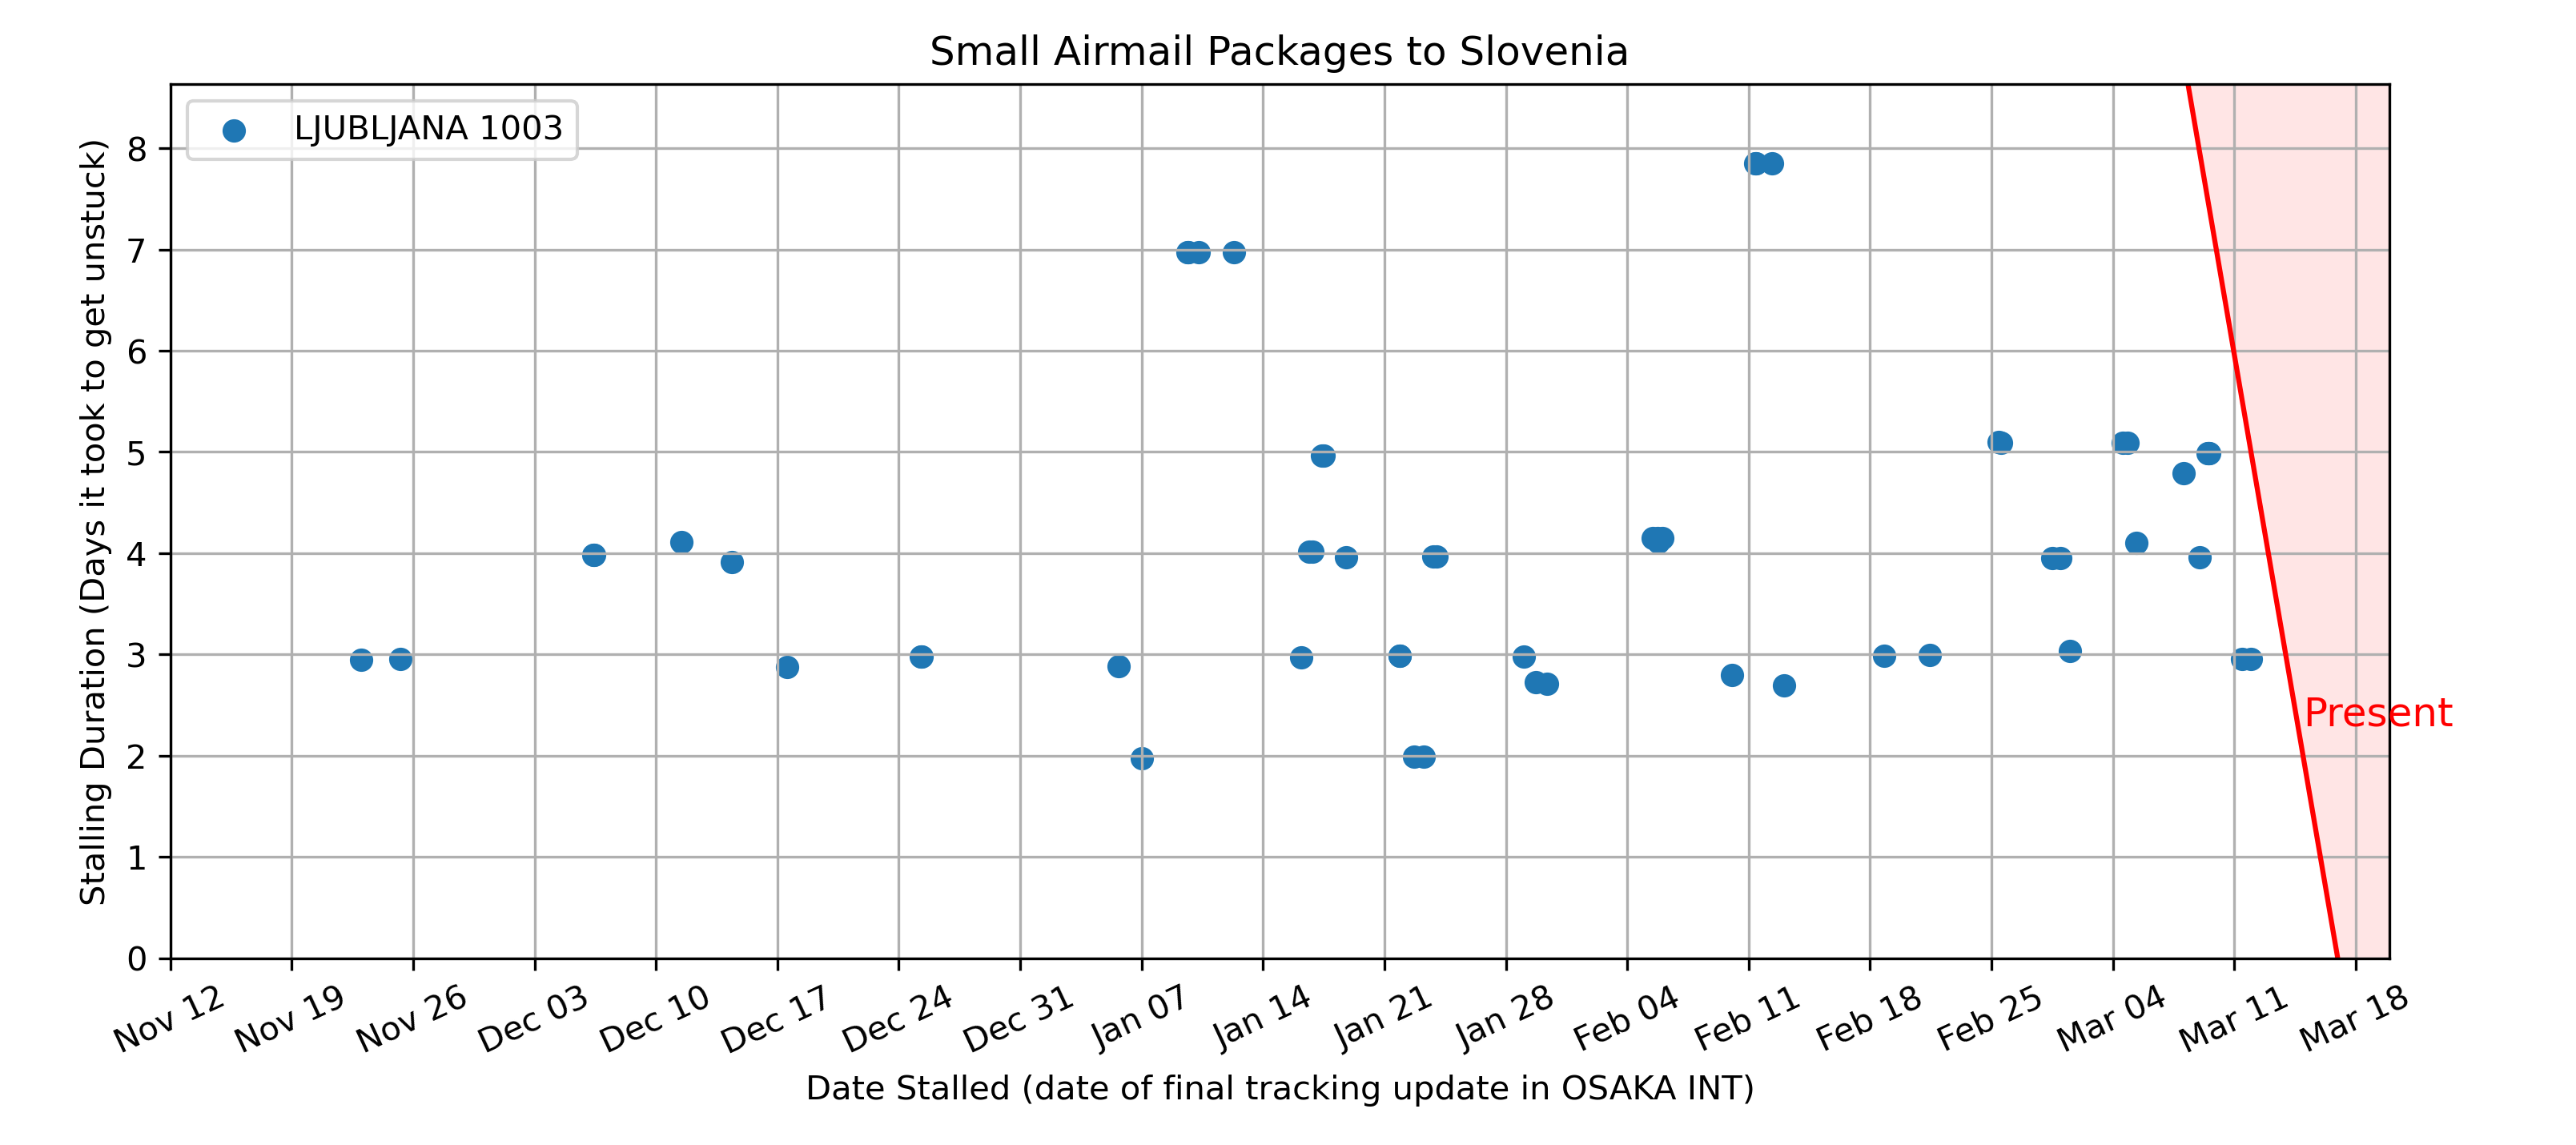 Small Airmail Packages to Slovenia
LJUBLJANA 1003
Stalling Duration (Days it took to get unstuck)
8
7
6
5
4
3
2
1
0
Present
Nov 12
Nov 19
Nov 26
Dec 03
Dec 10
Dec 17
Dec 24
Dec 31
Jan 07
Jan 14
Jan 21
Jan 28
Feb 04
Feb 11
Feb 18
Feb 25
Mar 04
Mar 11
Mar 18
Date Stalled (date of final tracking update in OSAKA INT)